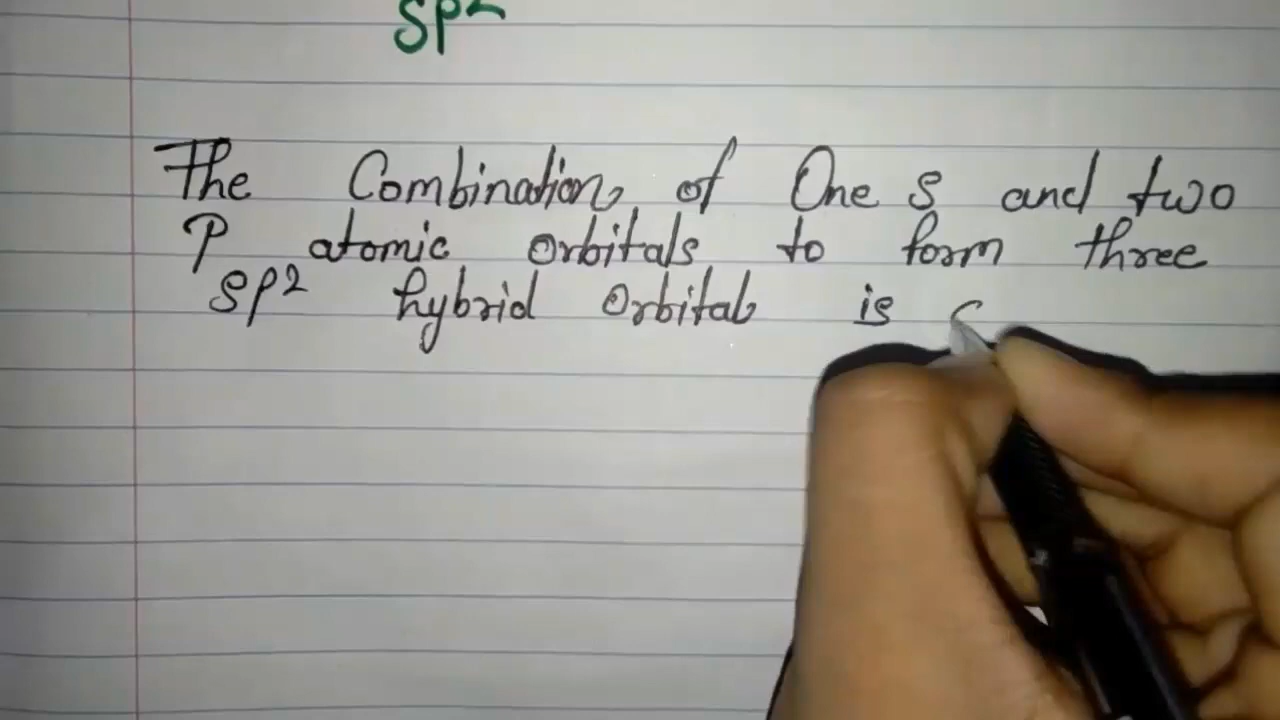 SP2
The Combination of One s and two
P atomic orbitals to form three
SP2 hybrid orbital is